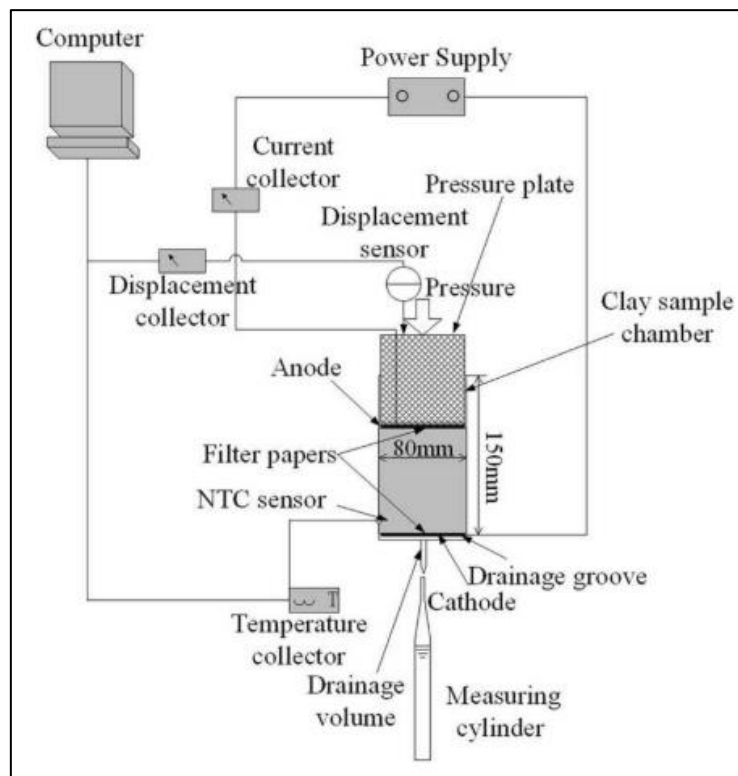 Computer
Power Supply
Current
collector
Pressure plate
Displacement
sensor
Displacement
collector
Pressure
Clay sample
chamber
Anode
Filter papers
80mm
150mm
NTC sensor
Drainage groove
Cathode
T
Temperature
collector
Drainage
volume
Measuring
cylinder